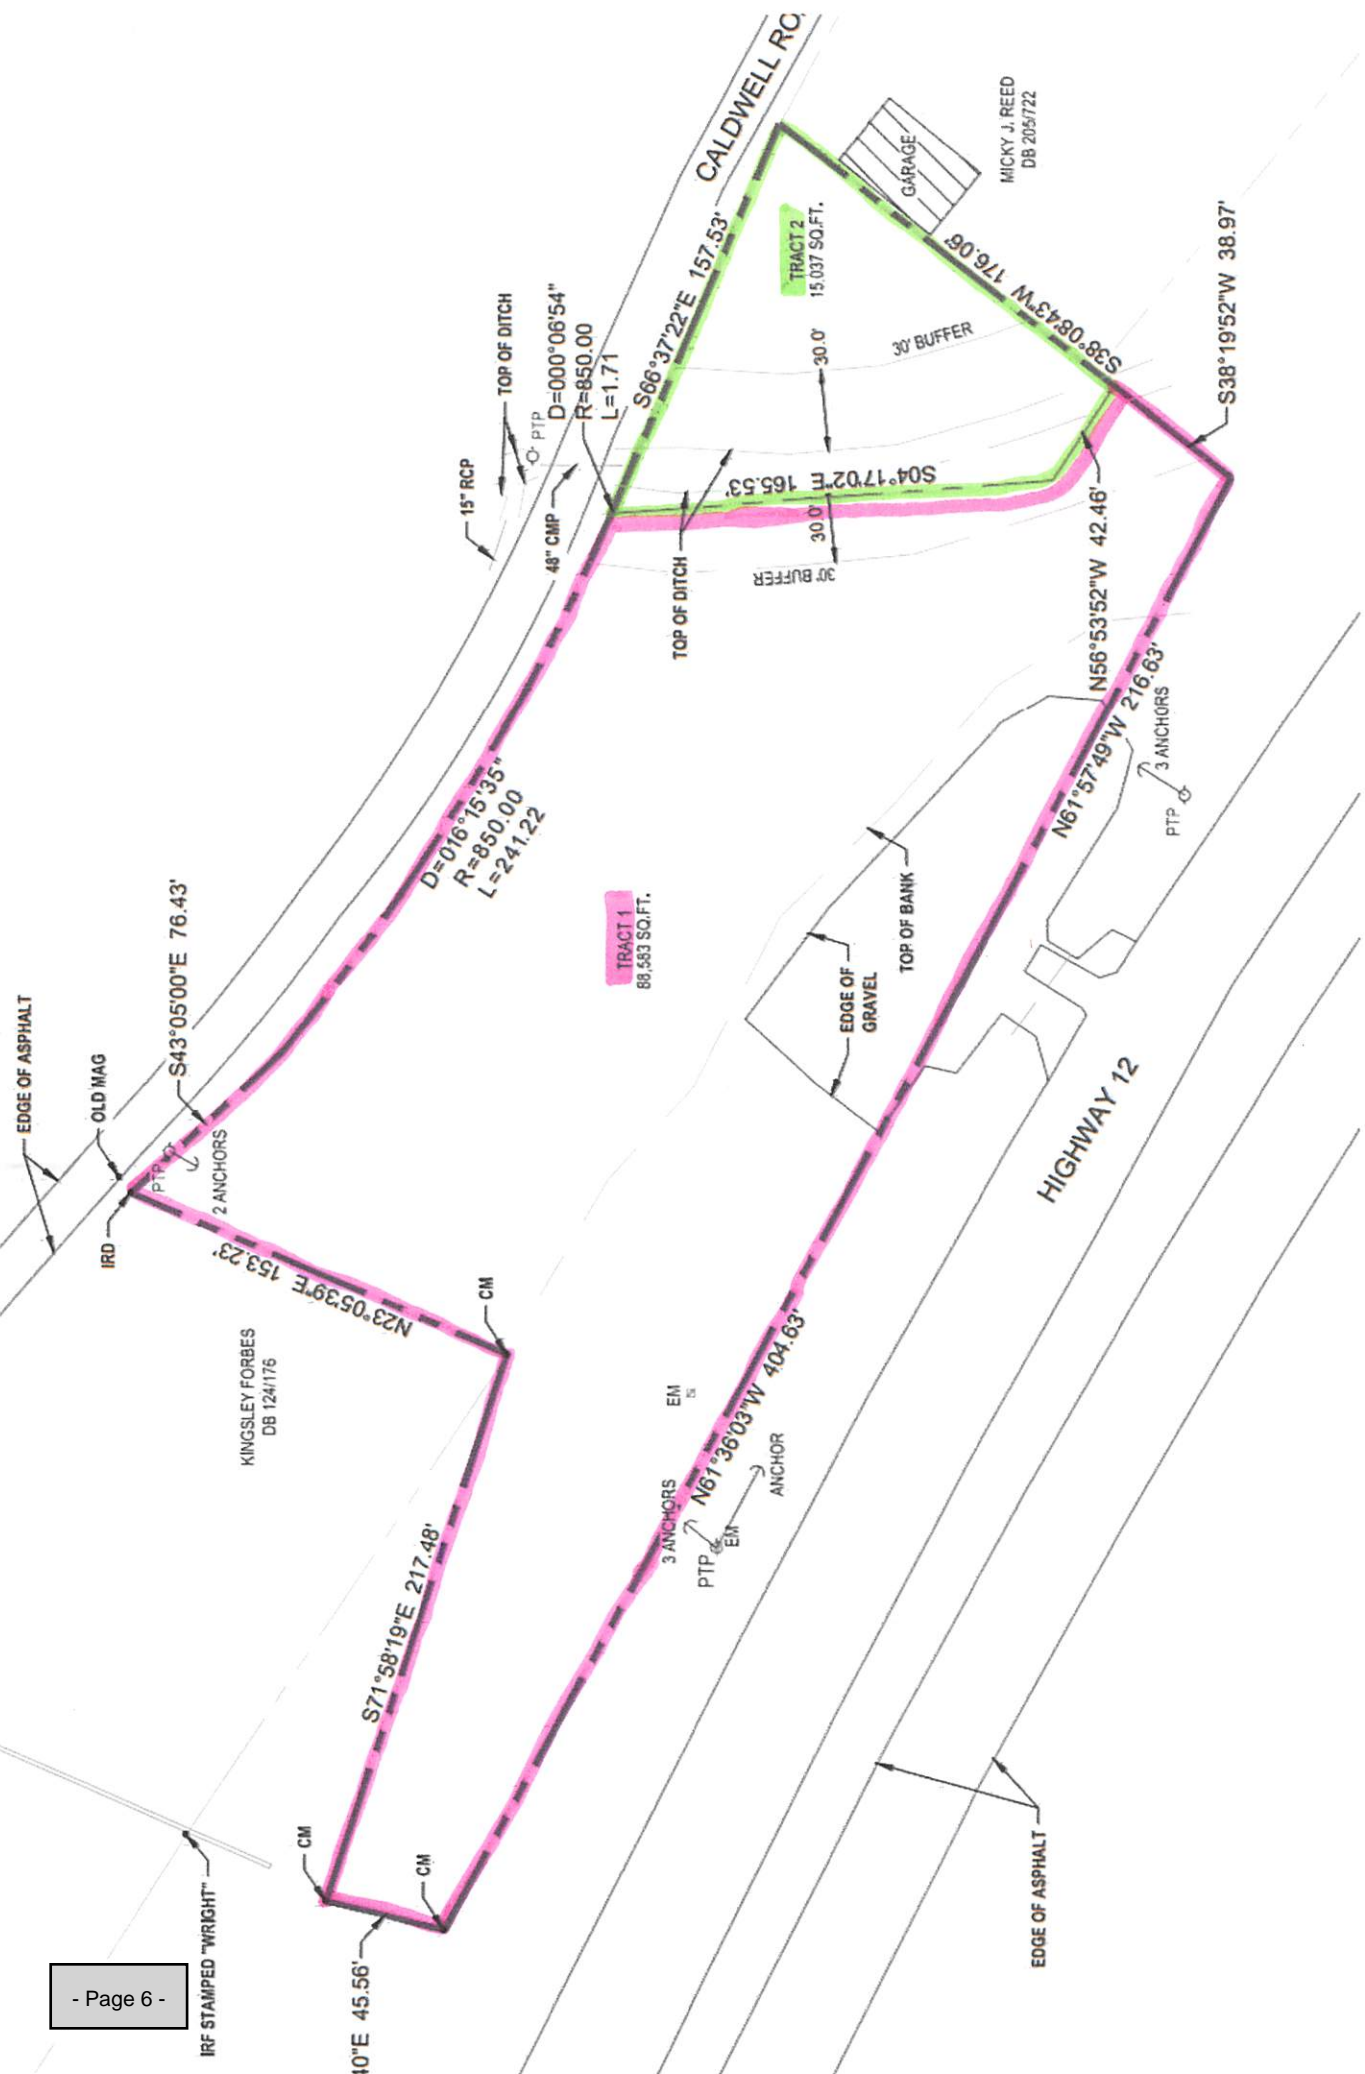 CALDWELL RO
GARAGE
MICKY J. REED
DB 205/722
S66°37'22"E 157.53'
TRACT 2
15,037 SQ.FT.
S38°08'43"W 176.06'
S38°19'52"W 38.97'
30' BUFFER
30.0'
TOP OF DITCH
PTP
D=000°06'54"
R=850.00
L=1.71
15" RCP
48" CMP
S04°17'02"E 165.53'
30.0'
30' BUFFER
TOP OF DITCH
N56°53'52"W 42.46'
N61°57'49"W 216.63'
3 ANCHORS
PTP
D=016°15'35"
R=850.00
L=241.22
TRACT 1
88,583 SQ.FT.
TOP OF BANK
EDGE OF
GRAVEL
S43°05'00"E 76.43'
EDGE OF ASPHALT
OLD MAG
PTP
2 ANCHORS
IRD
N23°05'39"E 153.23'
CM
KINGSLEY FORBES
DB 124/176
HIGHWAY 12
N61°36'03"W 404.63'
EM
3 ANCHORS
PTP
EM
ANCHOR
S71°58'19"E 217.48'
CM
CM
IRF STAMPED "WRIGHT"
40"E 45.56'
EDGE OF ASPHALT
- Page 6 -